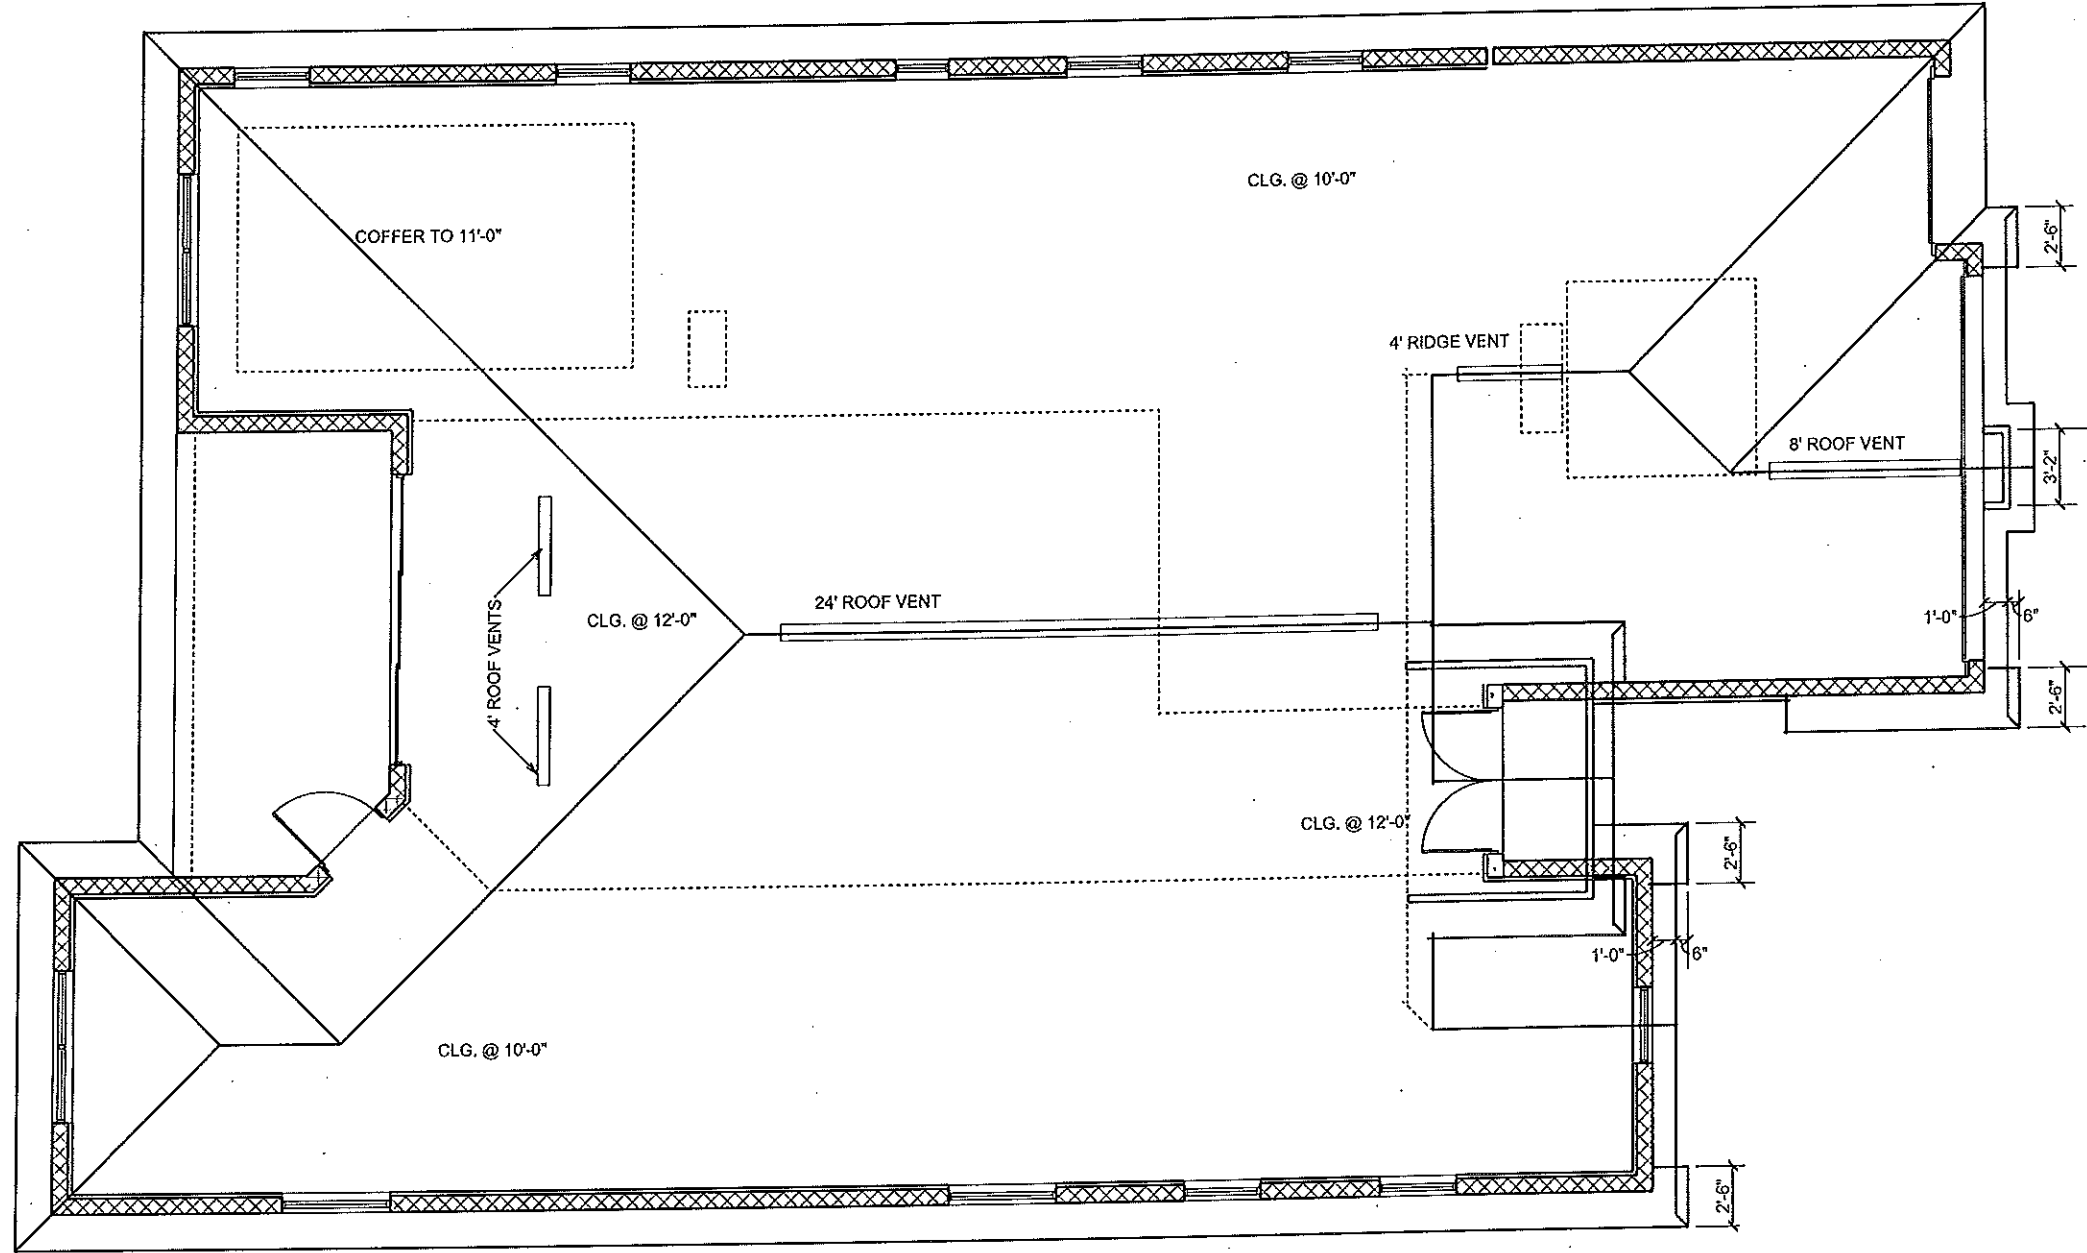 CLG. @ 10'-0"
COFFER TO 11'-0"
2'-6"
4' RIDGE VENT
8' ROOF VENT
3'-2"
24' ROOF VENT
CLG. @ 12'-0"
4' ROOF VENTS
1'-0"
6"
2'-6"
CLG. @ 12'-0"
2'-6"
1'-0"
6"
CLG. @ 10'-0"
2'-6"